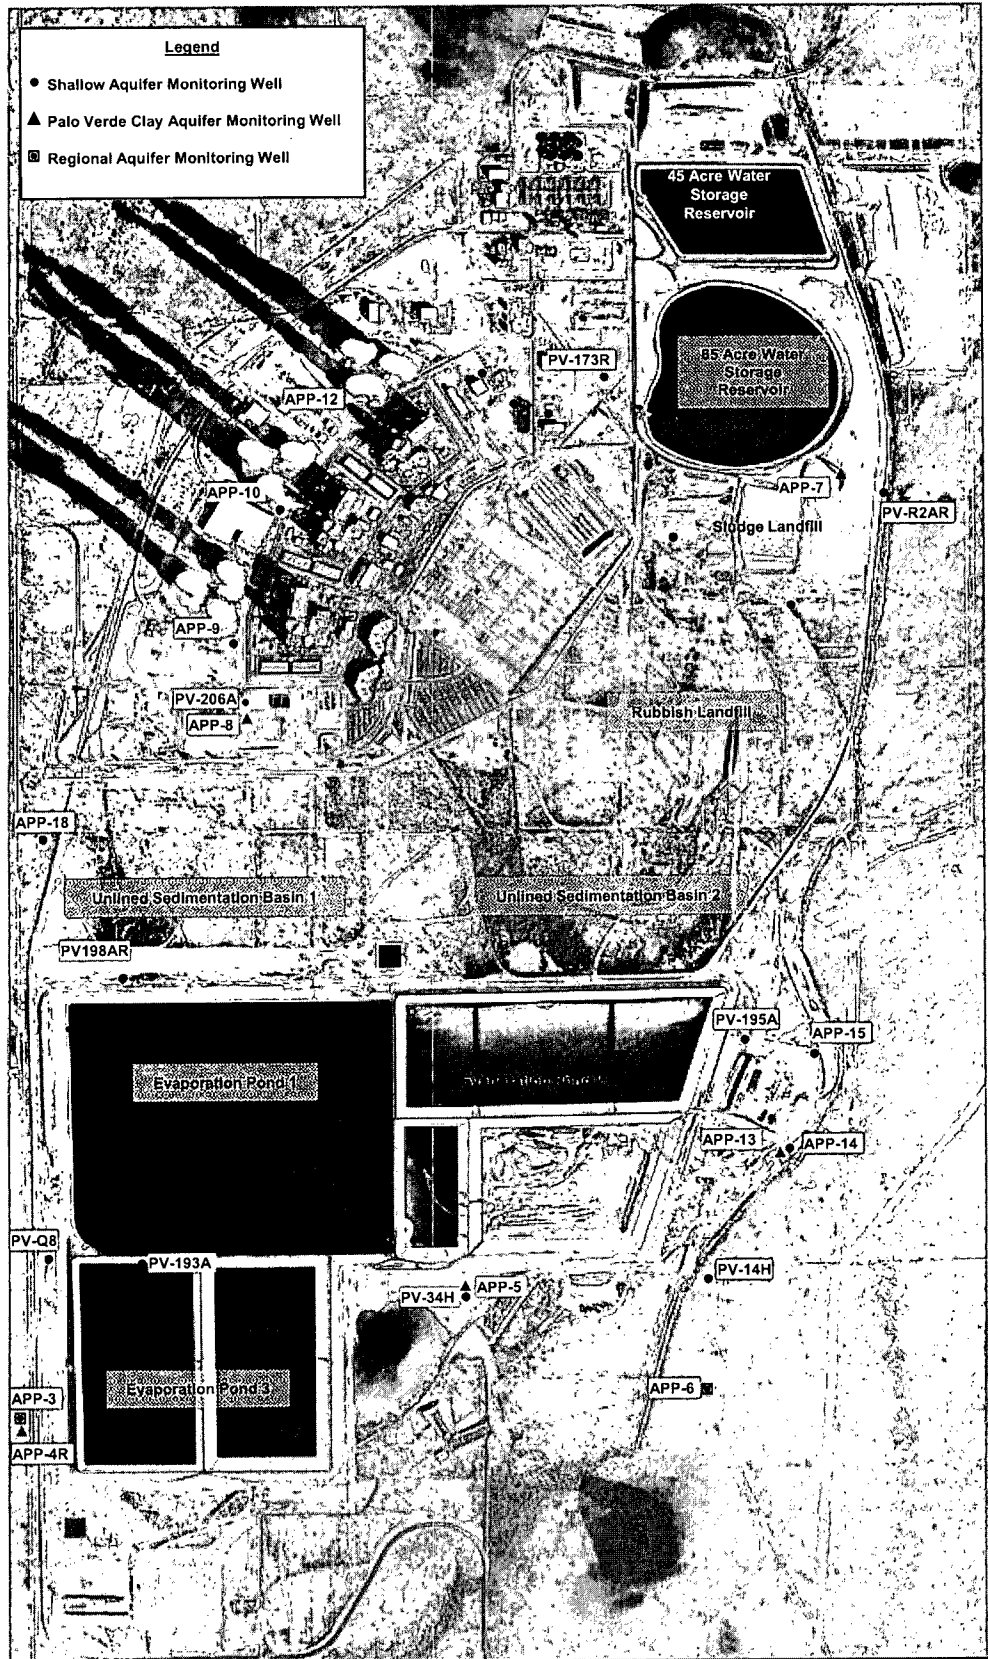 Legend
Shallow Aquifer Monitoring Well
Palo Verde Clay Aquifer Monitoring Well
Regional Aquifer Monitoring Well
45 Acre Water
Storage
Reservoir
85 Acre Water
Storage
Reservoir
PV-173R
APP-12
APP-10
APP-7
PV-R2AR
Sludge Landfill
APP-9
PV-206A
APP-8
Rubbish Landfill
APP-18
Unlined Sedimentation Basin 1
Unlined Sedimentation Basin 2
PV198AR
PV-195A
APP-15
Evaporation Pond 1
APP-13
APP-14
PV-Q8
PV-193A
PV-14H
APP-5
PV-34H
Evaporation Pond 3
APP-6
APP-3
APP-4R